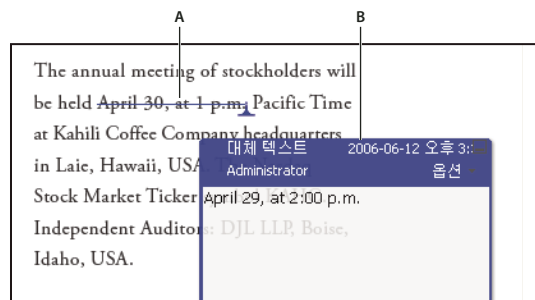 A B
The annual meeting of stockholders will
be held April 30, at 1 p.m. Pacific Time
at Kahili Coffee Company headquarters
in Laie, Hawaii, USA.
Stock Market Ticker
Independent Auditors: DJL LLP, Boise,
Idaho, USA.
대체 텍스트 2006-06-12 오후 3:
Administrator 옵션
April 29, at 2:00 p.m.